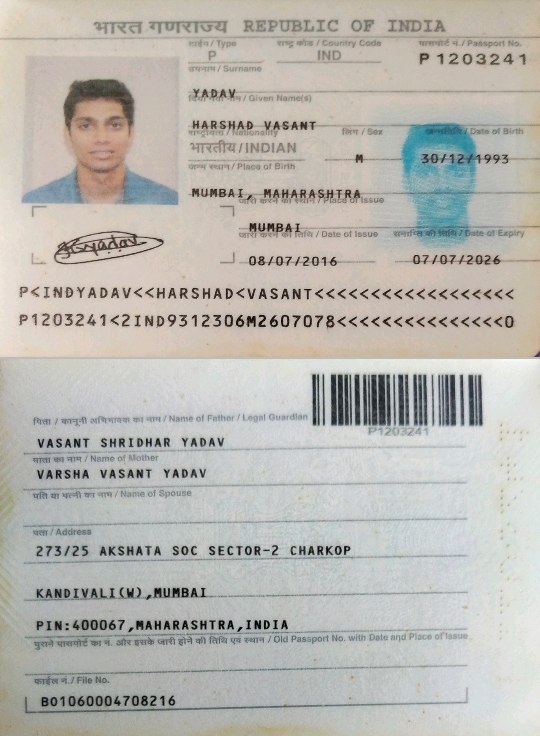 भारत गणराज्य REPUBLIC OF INDIA
टाईप / Type राष्ट्र कोड / Country Code पासपोर्ट नं./ Passport No.
P IND P 1203241
उपनाम / Surname
YADAV
दिया गया नाम / Given Name(s)
HARSHAD VASANT
राष्ट्रीयता / Nationality लिंग / Sex जन्मतिथि / Date of Birth
भारतीय / INDIAN M 30/12/1993
जन्म स्थान / Place of Birth
MUMBAI, MAHARASHTRA
जारी करने का स्थान / Place of Issue
MUMBAI
जारी करने की तिथि / Date of Issue समाप्ति की तिथि / Date of Expiry
08/07/2016 07/07/2026
P<INDYADAV<<HARSHAD<VASANT<<<<<<<<<<<<<<<<<<
P1203241<2IND9312306M2607078<<<<<<<<<<<<<<<0
पिता / कानूनी अभिभावक का नाम / Name of Father / Legal Guardian
P1203241
VASANT SHRIDHAR YADAV
माता का नाम / Name of Mother
VARSHA VASANT YADAV
पति या पत्नी का नाम / Name of Spouse
पता / Address
273/25 AKSHATA SOC SECTOR-2 CHARKOP
KANDIVALI(W),MUMBAI
PIN:400067,MAHARASHTRA,INDIA
पुराने पासपोर्ट का नं. और इसके जारी होने की तिथि एवं स्थान / Old Passport No. with Date and Place of Issue
फाईल नं./ File No.
B01060004708216